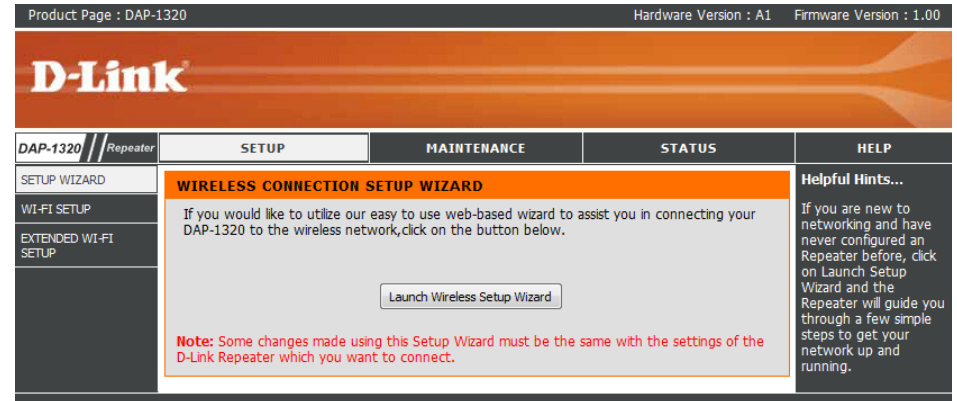 Product Page : DAP-1320 Hardware Version : A1 Firmware Version : 1.00
D-Link
DAP-1320 // Repeater SETUP MAINTENANCE STATUS HELP
SETUP WIZARD
WI-FI SETUP
EXTENDED WI-FI
SETUP
WIRELESS CONNECTION SETUP WIZARD
If you would like to utilize our easy to use web-based wizard to assist you in connecting your
DAP-1320 to the wireless network,click on the button below.
Launch Wireless Setup Wizard
Note: Some changes made using this Setup Wizard must be the same with the settings of the
D-Link Repeater which you want to connect.
Helpful Hints...
If you are new to
networking and have
never configured an
Repeater before, click
on Launch Setup
Wizard and the
Repeater will guide you
through a few simple
steps to get your
network up and
running.